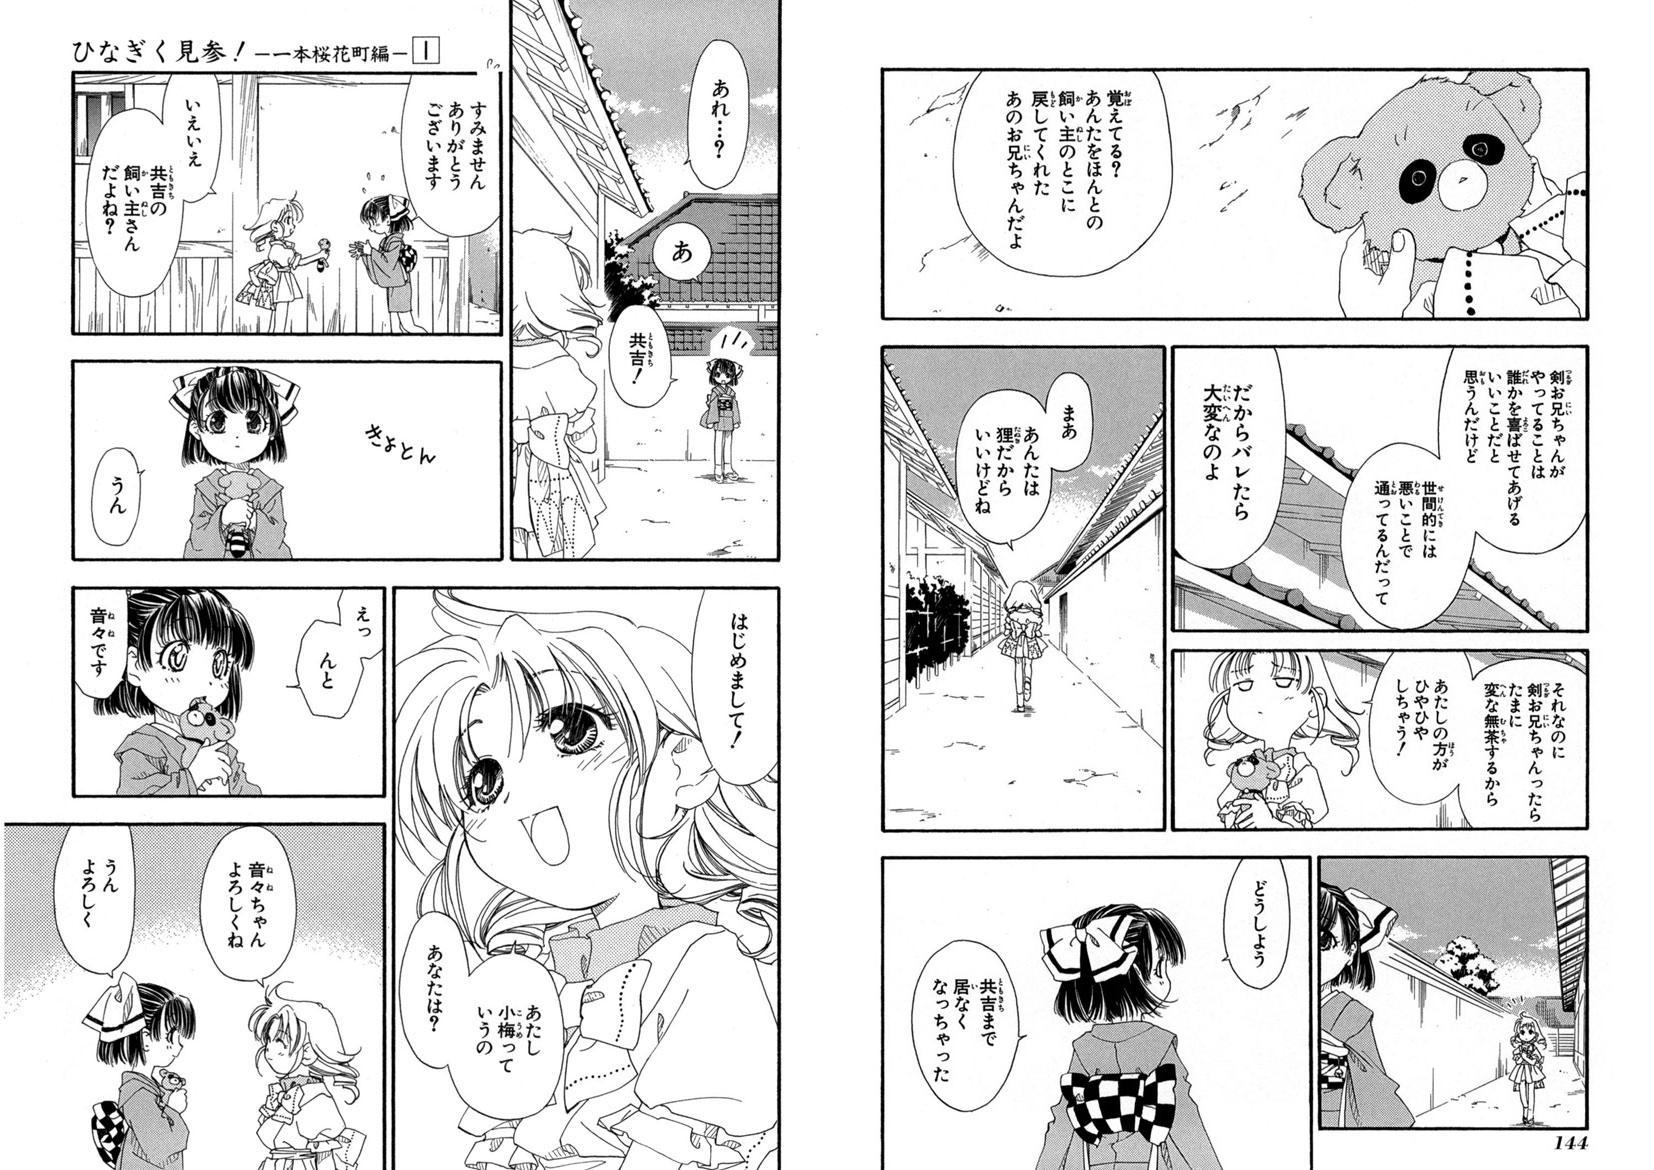 覚えてる?
あんたをほんとの
飼い主のとこに
戻してくれた
あのお兄ちゃんだよ
剣お兄ちゃんが
やってることは
誰かを喜ばせてあげる
いいことだと
思うんだけど
世間的には
悪いことで
通ってるんだって
だからバレたら
大変なのよ
まあ
あんたは
狸だから
いいけどね
それなのに
剣お兄ちゃんったら
たまに
変な無茶するから
あたしの方が
ひやひや
しちゃう!
どうしよう
共吉まで
居なく
なっちゃった
144
ひなぎく見参!ー一本桜花町編ー1
あれ…?
あ
共吉!
すみません
ありがとう
ございます
いえいえ
共吉の
飼い主さん
だよね?
きょとん
うん
はじめまして!
あたし
小梅って
いうの
あなたは?
えっ
んと
音々です
音々ちゃん
よろしくね
うん
よろしく